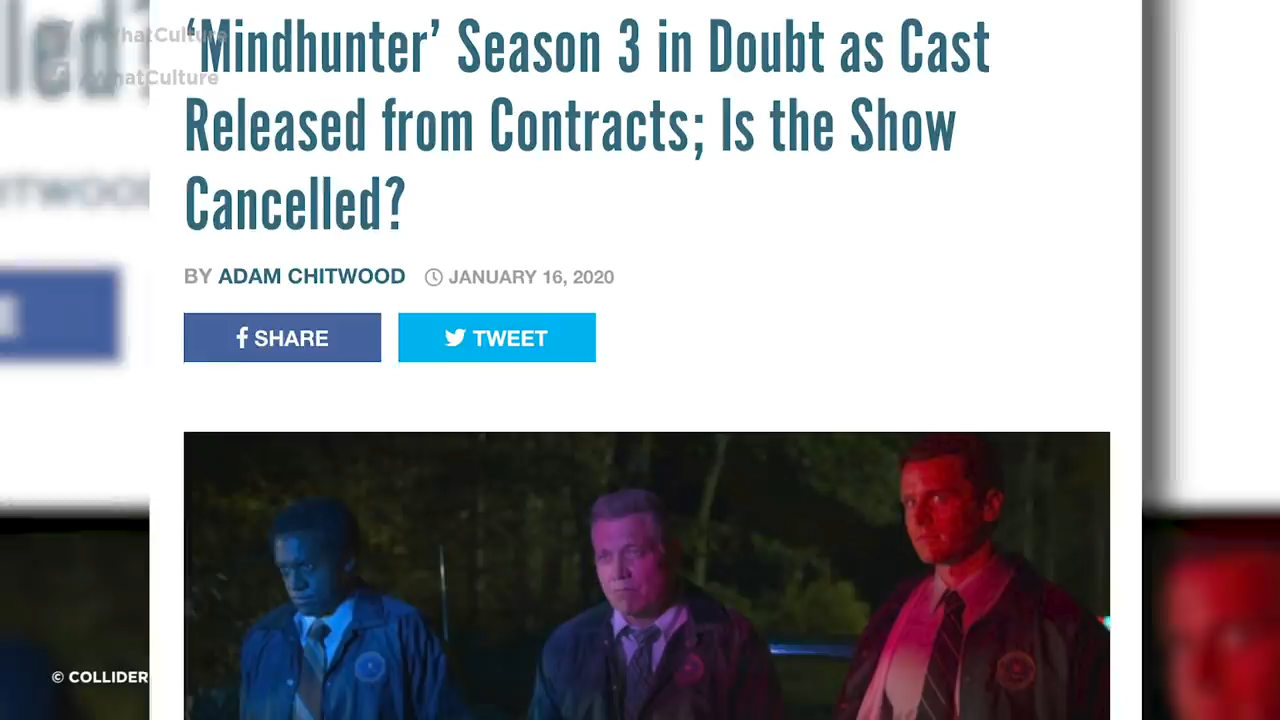 @WhatCulture
/WhatCulture
‘Mindhunter’ Season 3 in Doubt as Cast
Released from Contracts; Is the Show
Cancelled?
BY ADAM CHITWOOD JANUARY 16, 2020
SHARE TWEET
© COLLIDER